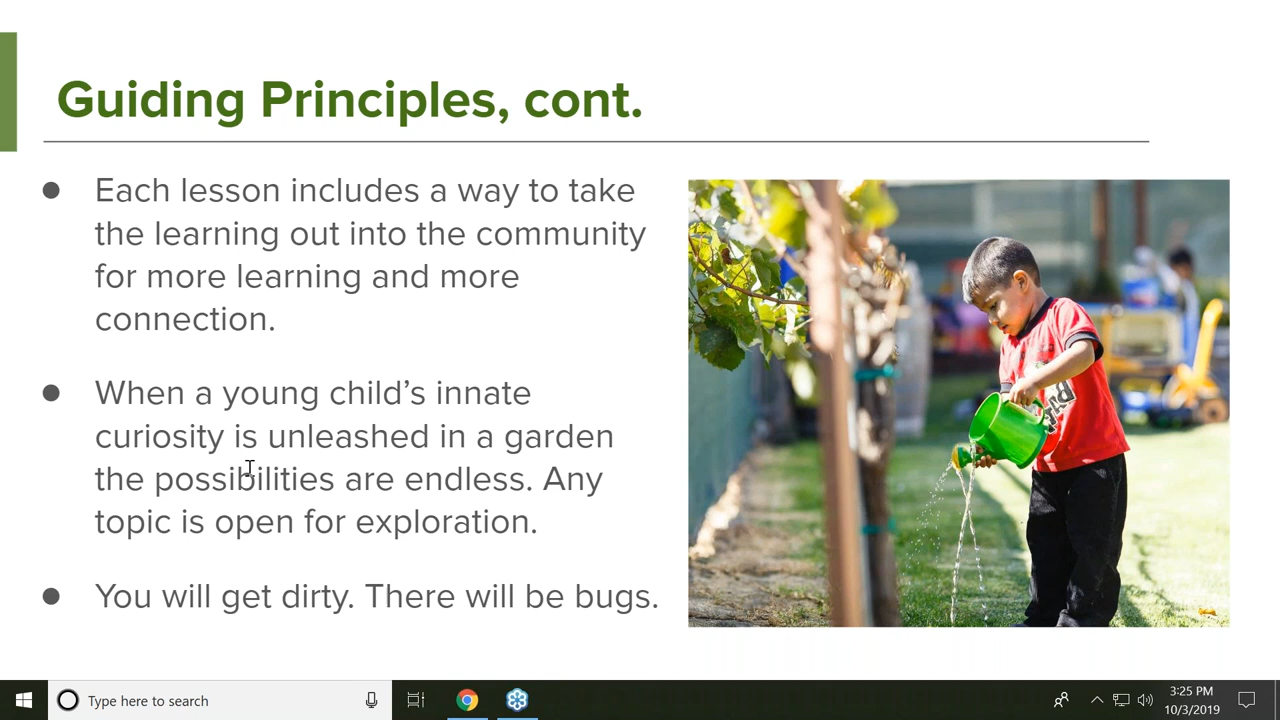 Guiding Principles, cont.
● Each lesson includes a way to take
the learning out into the community
for more learning and more
connection.
● When a young child’s innate
curiosity is unleashed in a garden
the possibilities are endless. Any
topic is open for exploration.
● You will get dirty. There will be bugs.
Type here to search
3:25 PM
10/3/2019